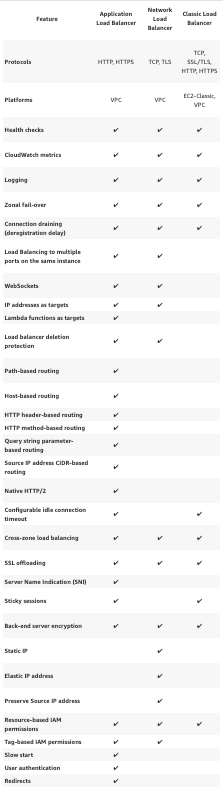 Feature
Application
Load Balancer
Network
Load
Balancer
Classic Load
Balancer
Protocols
HTTP, HTTPS
TCP, TLS
TCP,
SSL/TLS,
HTTP, HTTPS
Platforms
VPC
VPC
EC2-Classic,
VPC
Health checks ✔ ✔ ✔
CloudWatch metrics ✔ ✔ ✔
Logging ✔ ✔ ✔
Zonal fail-over ✔ ✔ ✔
Connection draining
(deregistration delay) ✔ ✔ ✔
Load Balancing to multiple
ports on the same instance ✔ ✔
WebSockets ✔ ✔
IP addresses as targets ✔ ✔
Lambda functions as targets ✔
Load balancer deletion
protection ✔ ✔
Path-based routing ✔
Host-based routing ✔
HTTP header-based routing ✔
HTTP method-based routing ✔
Query string parameter-
based routing ✔
Source IP address CIDR-based
routing ✔
Native HTTP/2 ✔
Configurable idle connection
timeout ✔ ✔
Cross-zone load balancing ✔ ✔ ✔
SSL offloading ✔ ✔ ✔
Server Name Indication (SNI) ✔
Sticky sessions ✔ ✔
Back-end server encryption ✔ ✔ ✔
Static IP ✔
Elastic IP address ✔
Preserve Source IP address ✔
Resource-based IAM
permissions ✔ ✔ ✔
Tag-based IAM permissions ✔ ✔
Slow start ✔
User authentication ✔
Redirects ✔